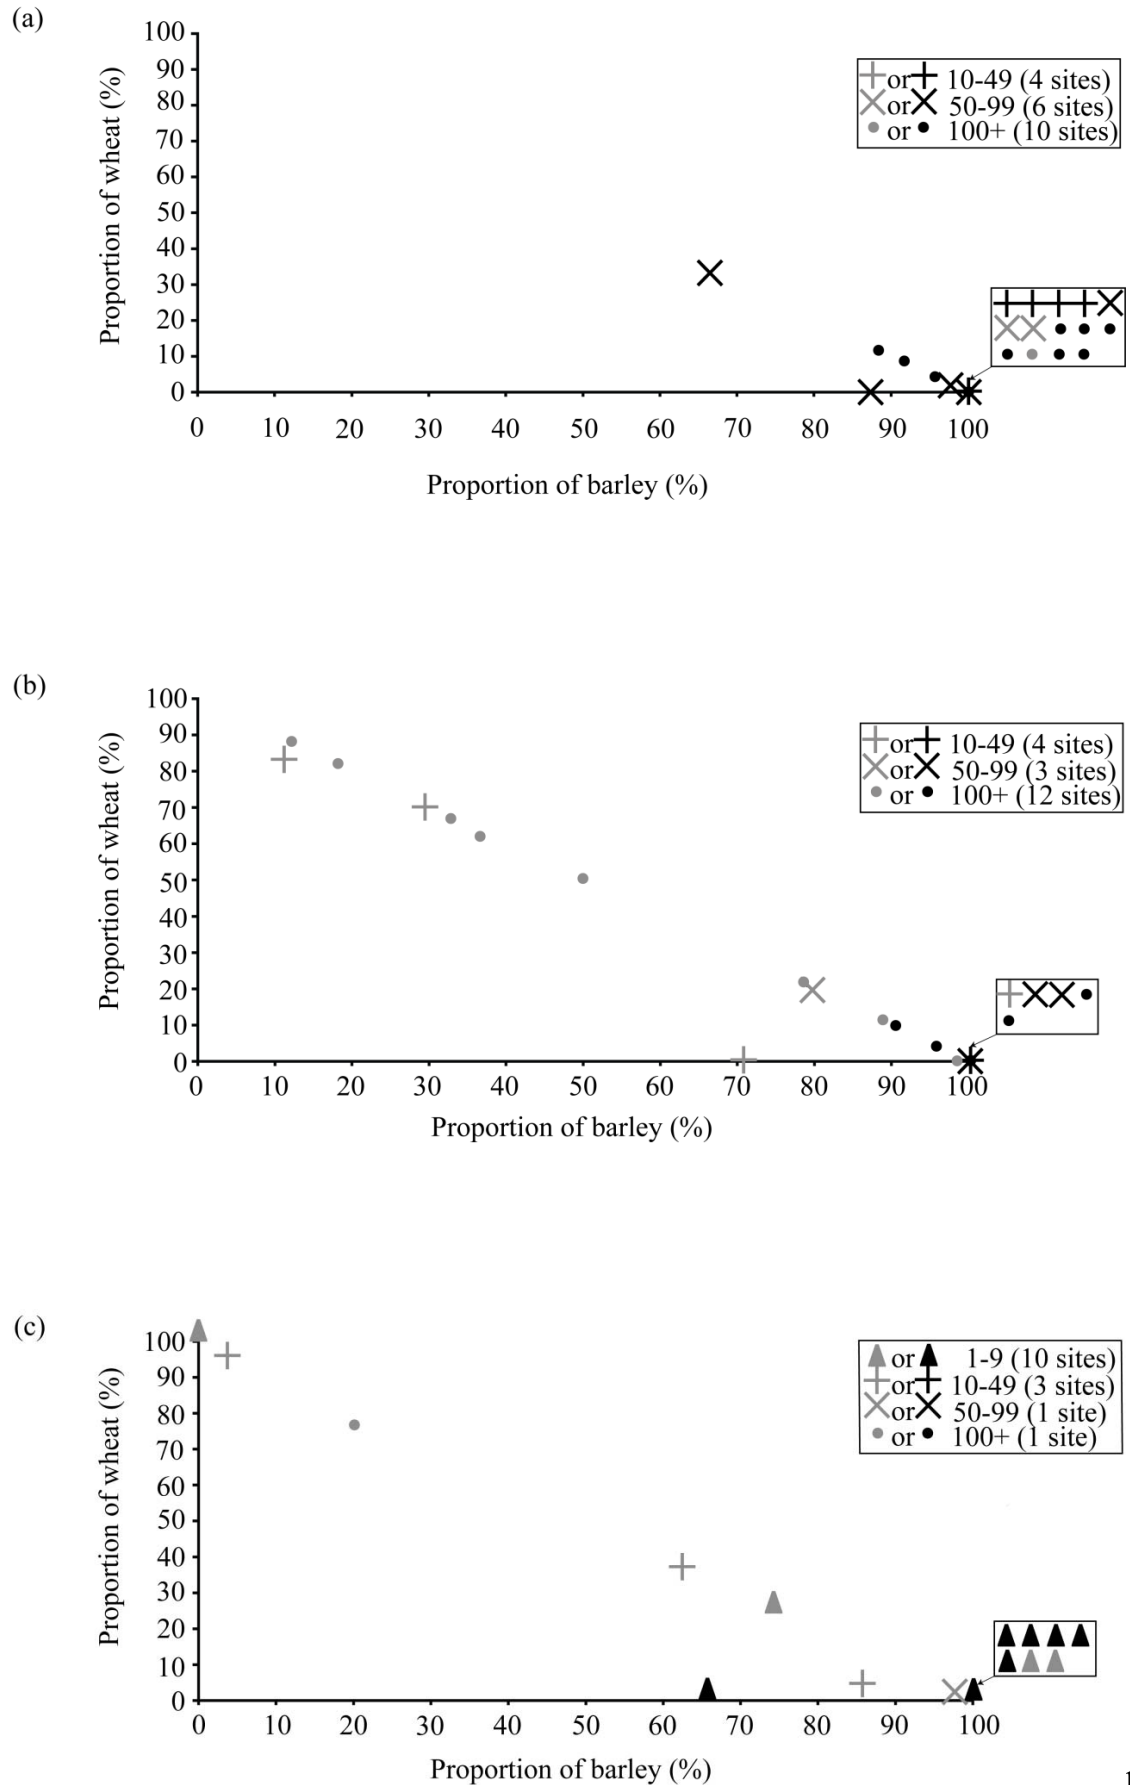 (a)
Proportion of wheat (%)
100
90
80
70
60
50
40
30
20
10
0
0 10 20 30 40 50 60 70 80 90 100
Proportion of barley (%)
or 10-49 (4 sites)
or 50-99 (6 sites)
or 100+ (10 sites)
(b)
Proportion of wheat (%)
100
90
80
70
60
50
40
30
20
10
0
0 10 20 30 40 50 60 70 80 90 100
Proportion of barley (%)
or 10-49 (4 sites)
or 50-99 (3 sites)
or 100+ (12 sites)
(c)
Proportion of wheat (%)
100
90
80
70
60
50
40
30
20
10
0
0 10 20 30 40 50 60 70 80 90 100
Proportion of barley (%)
or 1-9 (10 sites)
or 10-49 (3 sites)
or 50-99 (1 site)
or 100+ (1 site)
1